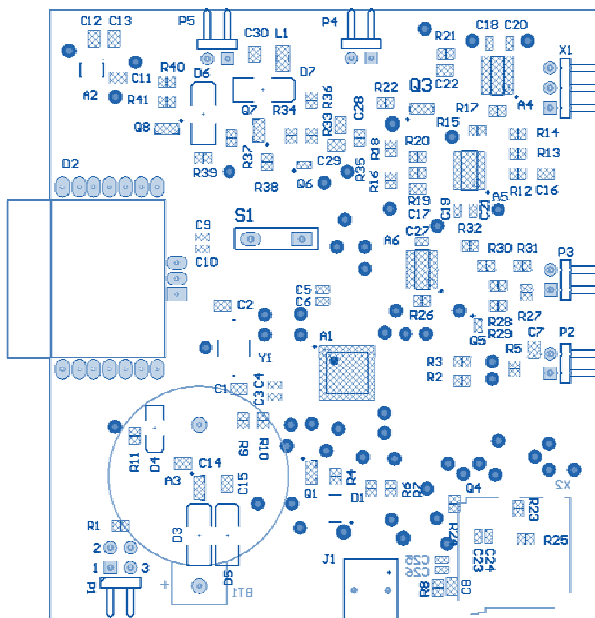 C12 C13
P5
P4
C18 C20
C30 L1
R21
X1
R40
D6
D7
C11
C22
A2
R41
R36
R22
Q3
A4
Q7
R34
R17
Q8
R33
C28
R15
R14
R18
R20
R13
R37
C29
R35
D2
R39
R38
Q6
R16
R12 C16
R19
A5
C17
C19
C21
S1
C9
C27
R32
A6
C10
R30 R31
P3
C5
C6
C2
R26
R28
R27
R29
Q5
A1
C7
P2
Y1
R3
R5
R2
C1
C3
C4
R9
R10
R11
D4
C14
A3
C15
Q1
R4
D1
R6
R7
Q4
X2
R23
R1
D3
R24
R25
2
J1
C25
C26
C23
C24
1
3
P1
D5
BT1
R8
C8